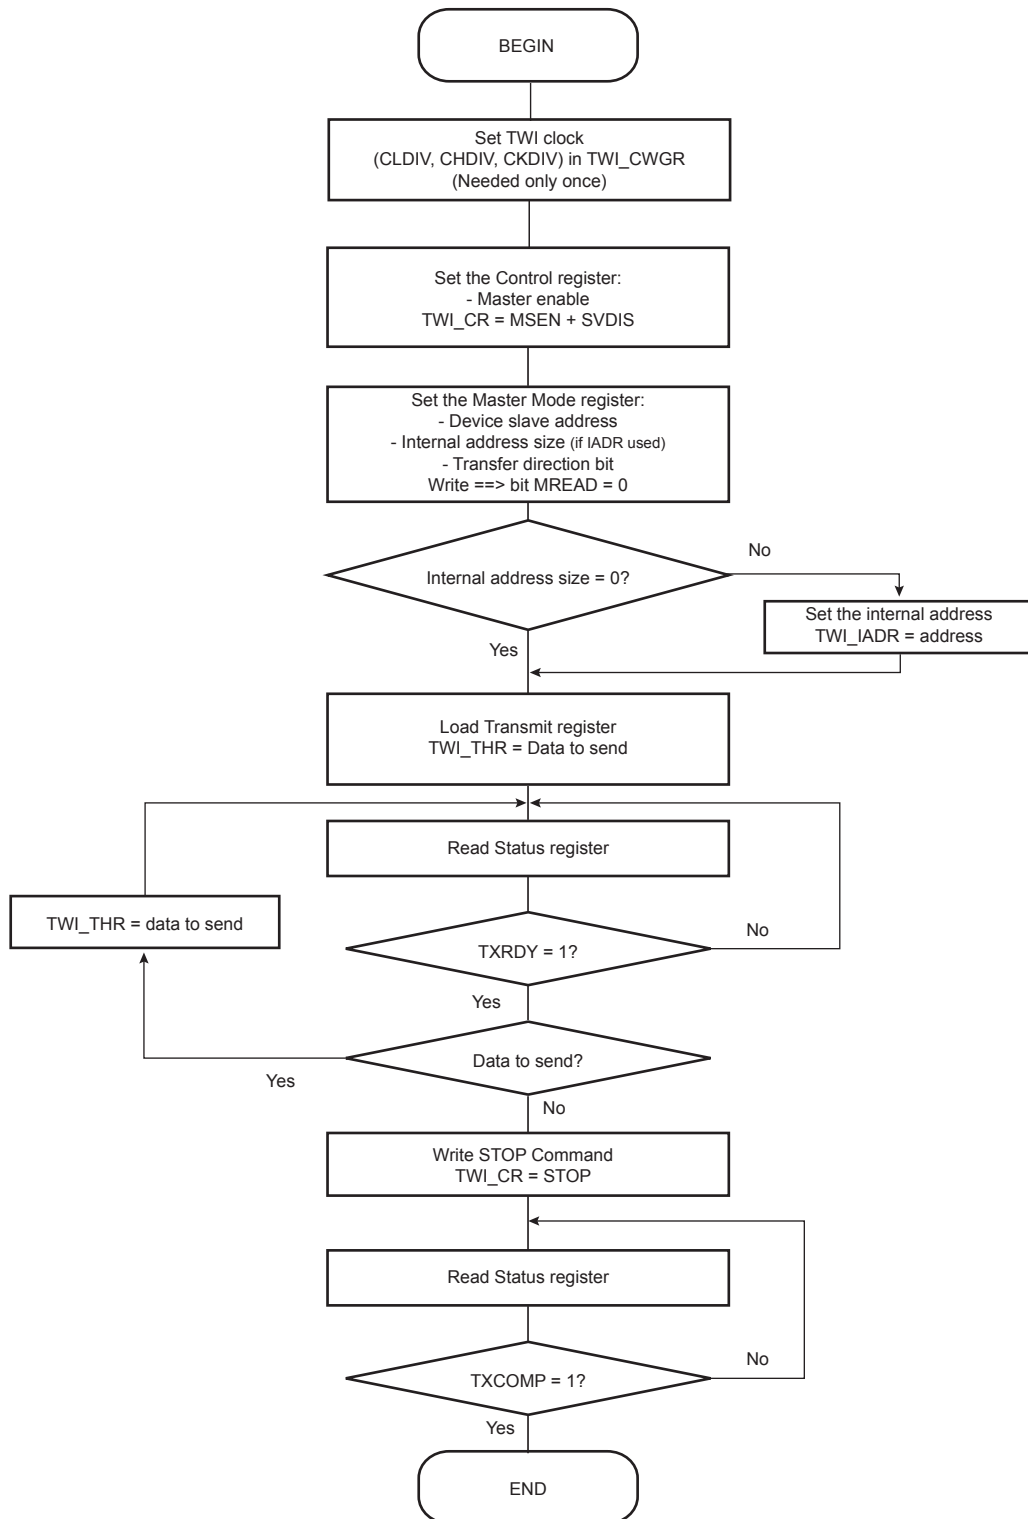 BEGIN
Set TWI clock
(CLDIV, CHDIV, CKDIV) in TWI_CWGR
(Needed only once)
Set the Control register:
- Master enable
TWI_CR = MSEN + SVDIS
Set the Master Mode register:
- Device slave address
- Internal address size (if IADR used)
- Transfer direction bit
Write ==> bit MREAD = 0
No
Internal address size = 0?
Set the internal address
TWI_IADR = address
Yes
Load Transmit register
TWI_THR = Data to send
Read Status register
TWI_THR = data to send
No
TXRDY = 1?
Yes
Data to send?
Yes
No
Write STOP Command
TWI_CR = STOP
Read Status register
No
TXCOMP = 1?
Yes
END